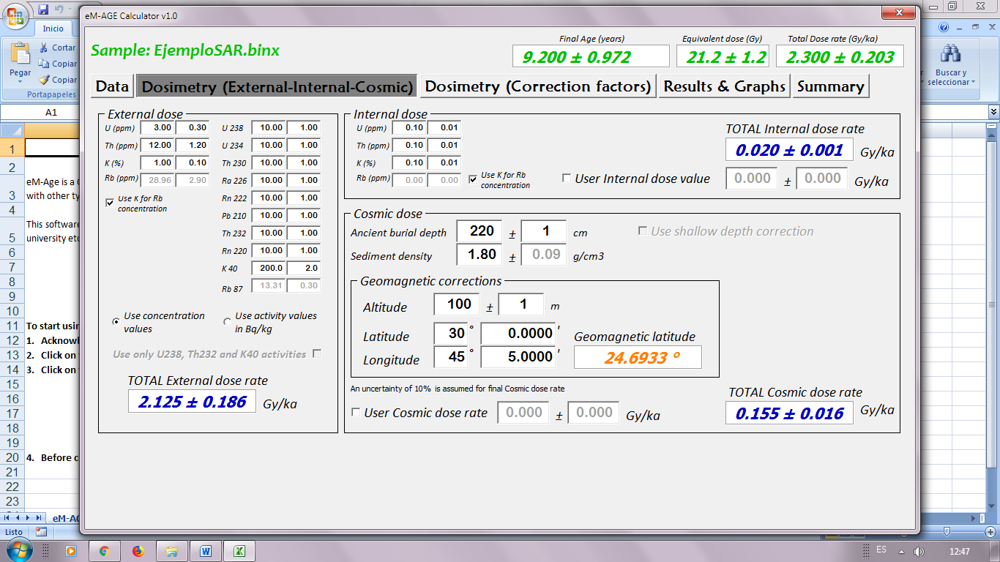 eM-AGE Calculator v1.0
Inicio
Cortar
Copiar
Copiar
Pegar
Portapapeles
Buscar y
seleccionar
A1
Sample: EjemploSAR.binx
Final Age (years) Equivalent dose (Gy) Total Dose rate (Gy/ka)
9.200 ± 0.972 21.2 ± 1.2 2.300 ± 0.203
Data Dosimetry (External-Internal-Cosmic) Dosimetry (Correction factors) Results & Graphs Summary
External dose
U (ppm) 3.00 0.30 U 238 10.00 1.00
Th (ppm) 12.00 1.20 U 234 10.00 1.00
K (%) 1.00 0.10 Th 230 10.00 1.00
Rb (ppm) 28.96 2.90 Ra 226 10.00 1.00
Use K for Rb
concentration
Rn 222 10.00 1.00
Pb 210 10.00 1.00
Th 232 10.00 1.00
Rn 220 10.00 1.00
K 40 200.0 2.0
Rb 87 13.31 0.30
Use concentration
values
Use activity values
in Bq/kg
Use only U238, Th232 and K40 activities
TOTAL External dose rate
2.125 ± 0.186 Gy/ka
Internal dose
U (ppm) 0.10 0.01
Th (ppm) 0.10 0.01
K (%) 0.10 0.01
Rb (ppm) 0.00 0.00
Use K for Rb
concentration
User Internal dose value
TOTAL Internal dose rate
0.020 ± 0.001 Gy/ka
0.000 ± 0.000 Gy/ka
Cosmic dose
Ancient burial depth 220 ± 1 cm
Use shallow depth correction
Sediment density 1.80 ± 0.09 g/cm3
Geomagnetic corrections
Altitude 100 ± 1 m
Latitude 30 ° 0.0000 '
Longitude 45 ° 5.0000 '
Geomagnetic latitude
24.6933 °
An uncertainty of 10% is assumed for final Cosmic dose rate
User Cosmic dose rate 0.000 ± 0.000 Gy/ka
TOTAL Cosmic dose rate
0.155 ± 0.016 Gy/ka
1
2
3
4
5
6
7
8
9
10
11
12
13
14
15
16
17
18
19
20
21
22
23
eM-Age is a
with other
This software
university
To start
1.
2. Click on
3. Click on
4. Before
Listo
ES
12:47